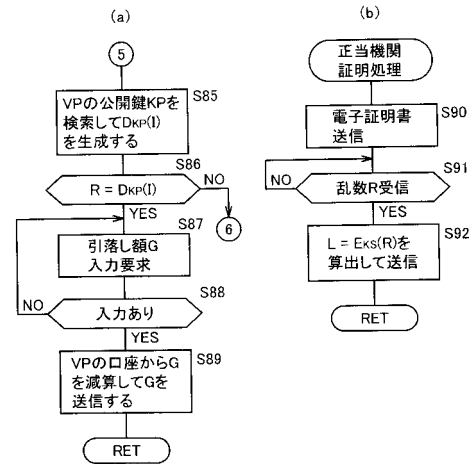 (a)
5
VPの公開鍵KPを
検索してDKP(I)
を生成する
S85
S86
R = DKP(I)
NO
6
YES
S87
引落し額G
入力要求
S88
NO
入力あり
YES
VPの口座からG
を減算してGを
送信する
S89
RET
(b)
正当機関
証明処理
S90
電子証明書
送信
S91
NO
乱数R受信
YES
S92
L = EKS(R)を
算出して送信
RET